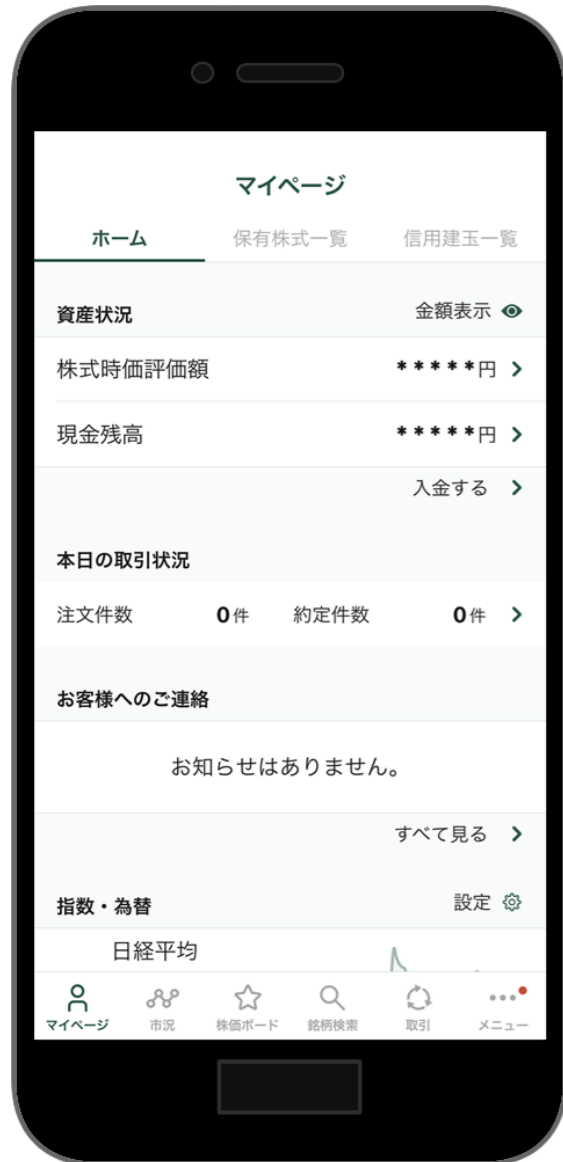 マイページ
ホーム 保有株式一覧 信用建玉一覧
資産状況 金額表示
株式時価評価額 *****円
現金残高 *****円
入金する
本日の取引状況
注文件数 0件 約定件数 0件
お客様へのご連絡
お知らせはありません。
すべて見る
指数・為替 設定
日経平均
マイページ 市況 株価ボード 銘柄検索 取引 メニュー